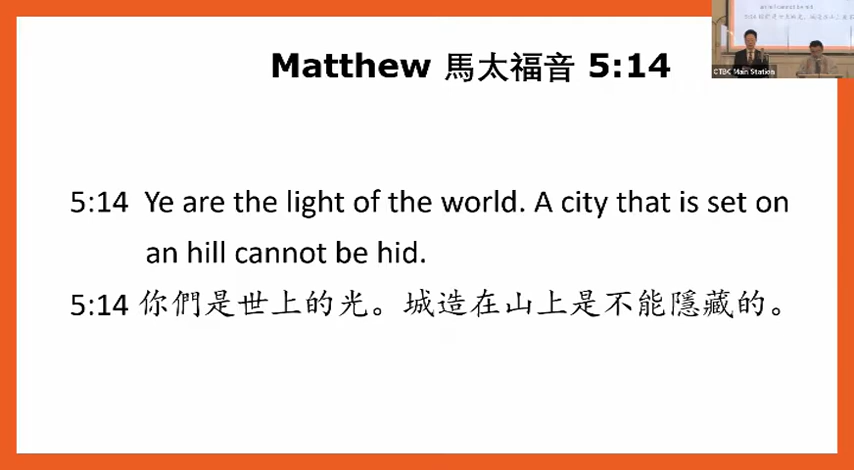 Matthew 馬太福音 5:14
5:14 Ye are the light of the world. A city that is set on
an hill cannot be hid.
5:14 你們是世上的光。城造在山上是不能隱藏的。
CTBC Main Station